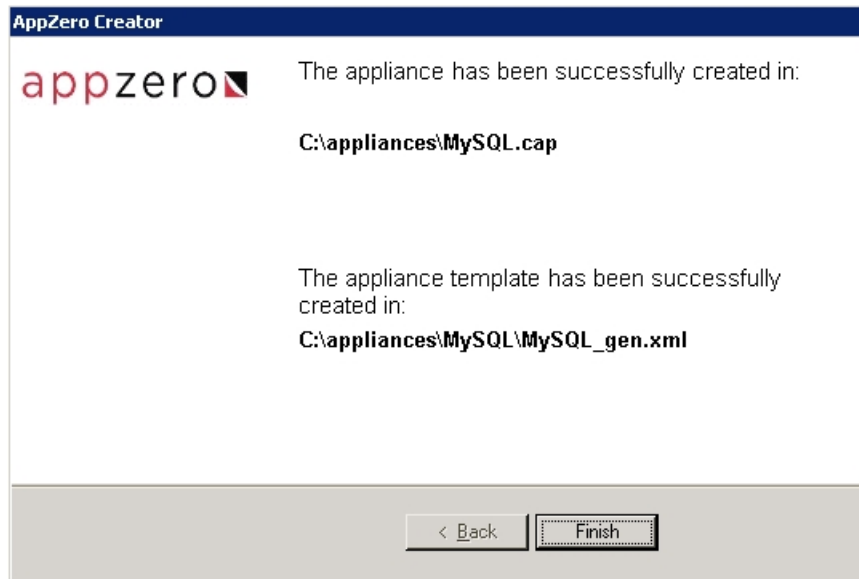 AppZero Creator
appzero
The appliance has been successfully created in:
C:\appliances\MySQL.cap
The appliance template has been successfully
created in:
C:\appliances\MySQL\MySQL_gen.xml
< Back
Finish